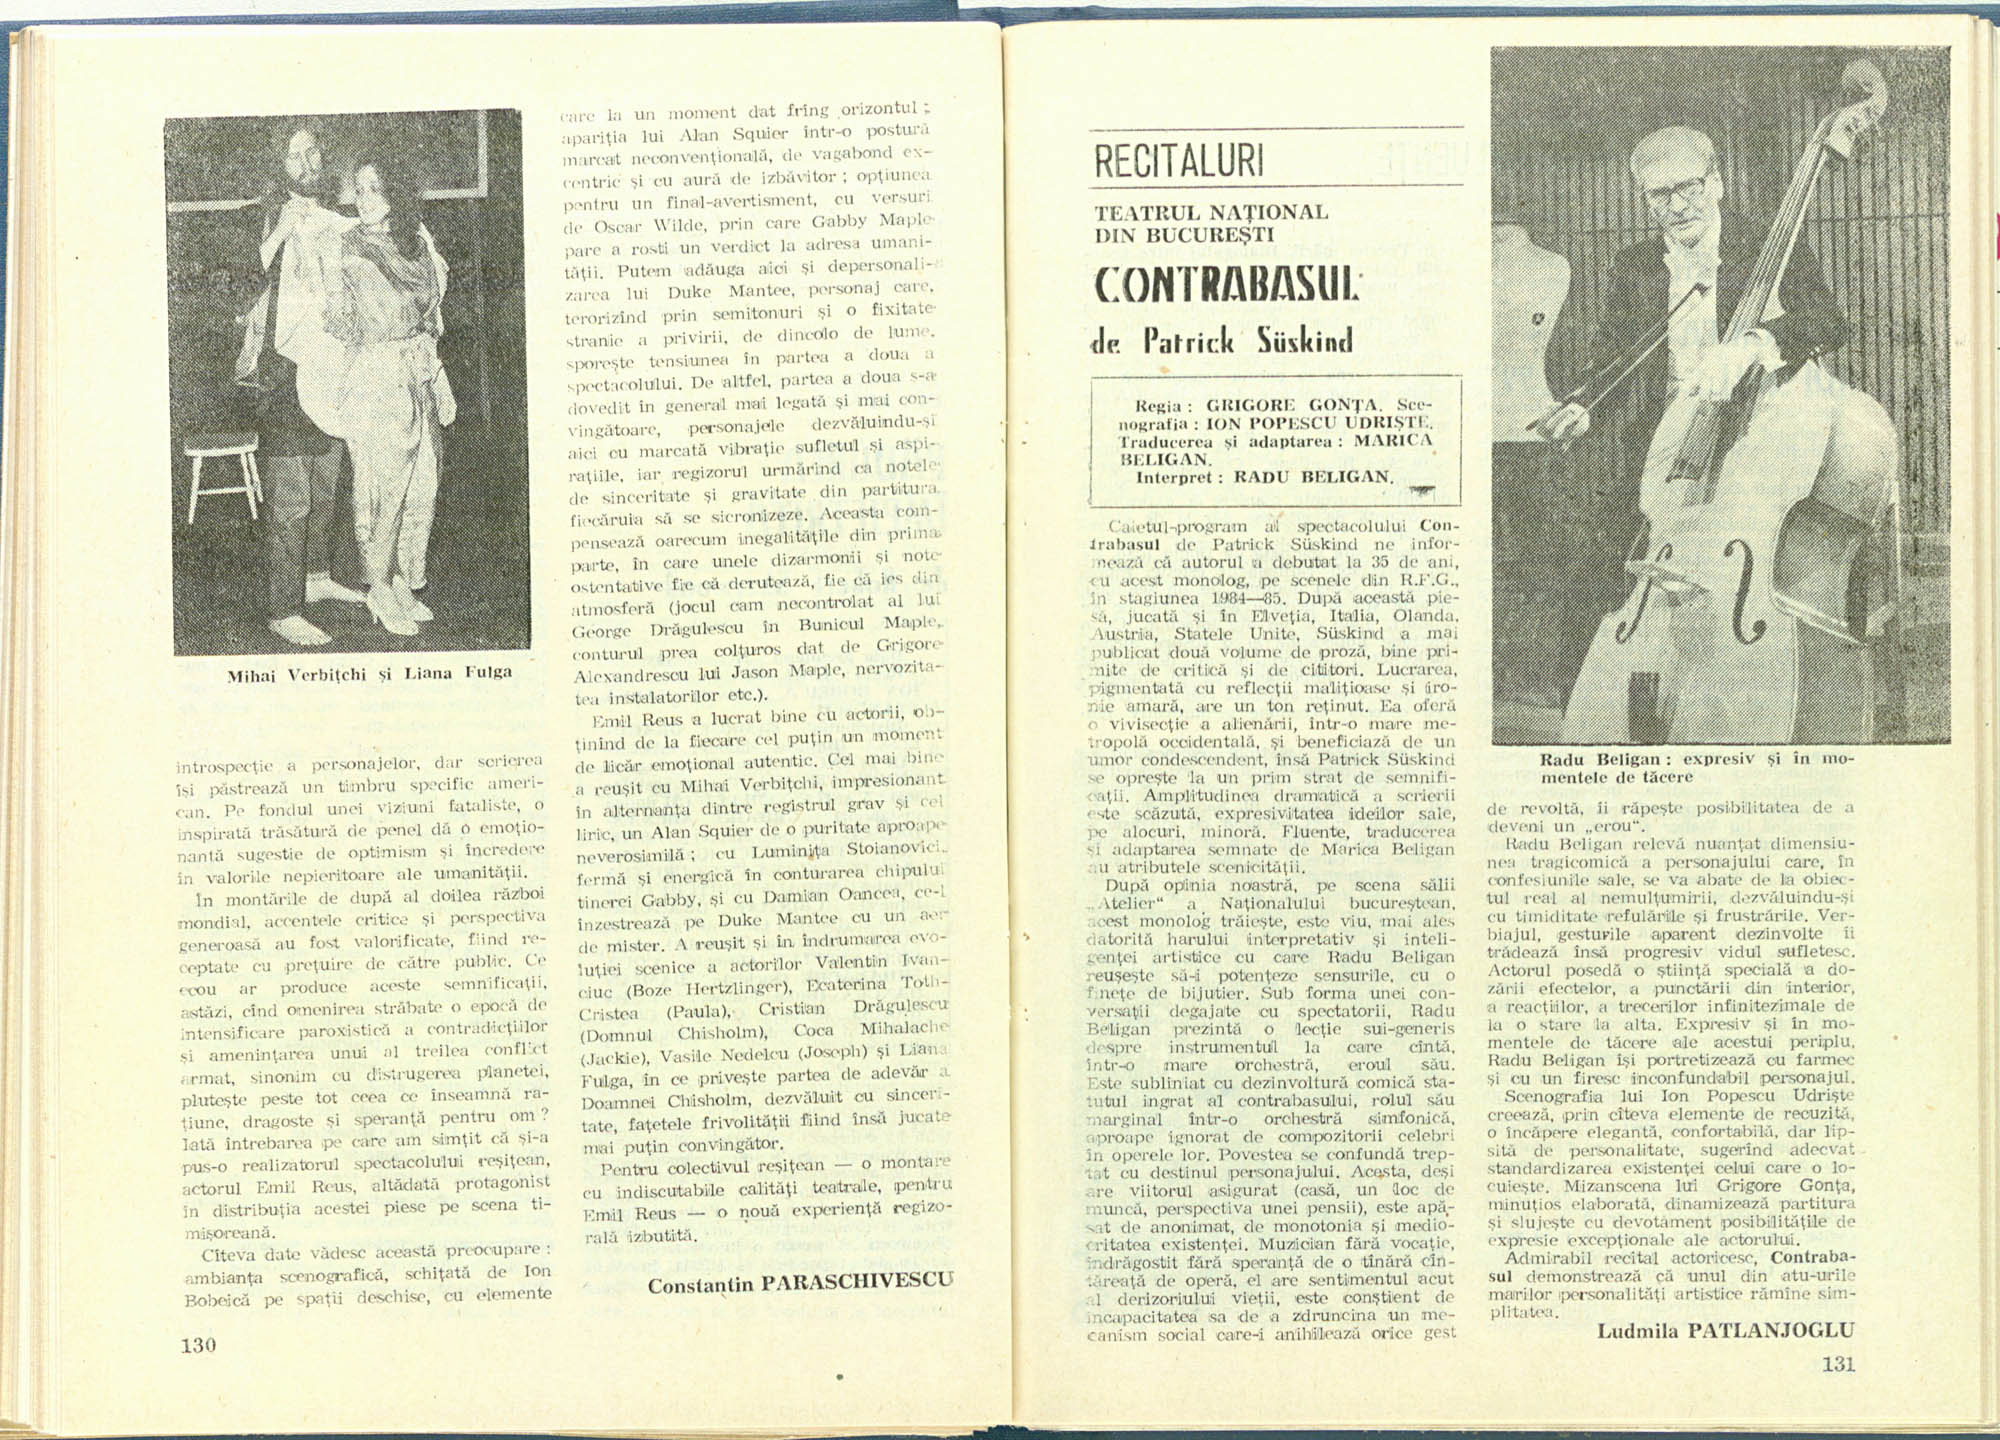 Mihai Verbițchi și Liana Fulga
introspecție a personajelor, dar scrierea
își păstrează un timbru specific ameri-
can. Pe fondul unei viziuni fataliste, o
inspirată trăsătură de penel dă o emoțio-
nantă sugestie de optimism și încredere
în valorile nepieritoare ale umanității.
În montările de după al doilea război
mondial, accentele critice și perspectiva
generoasă au fost valorificate, fiind re-
ceptate cu prețuire de către public. Ce
ecou ar produce aceste semnificații,
astăzi, cînd omenirea străbate o epocă de
intensificare paroxistică a contradicțiilor
și amenințarea unui al treilea conflict
armat, sinonim cu distrugerea planetei,
plutește peste tot ceea ce înseamnă ra-
țiune, dragoste și speranță pentru om ?
Iată întrebarea pe care am simțit că și-a
pus-o realizatorul spectacolului reșițean,
actorul Emil Reus, altădată protagonist
în distribuția acestei piese pe scena ti-
mișoreană.
Cîteva date vădesc această preocupare :
ambianța scenografică, schițată de Ion
Bobeică pe spații deschise, cu elemente
130
care la un moment dat frîng orizontul ;
apariția lui Alan Squier într-o postură
marcat neconvențională, de vagabond ex-
centric și cu aură de izbăvitor ; opțiunea
pentru un final-avertisment, cu versuri
de Oscar Wilde, prin care Gabby Maple
pare a rosti un verdict la adresa umani-
tății. Putem adăuga aici și depersonali-
zarea lui Duke Mantee, personaj care,
terorizînd prin semitonuri și o fixitate
stranie a privirii, de dincolo de lume,
sporește tensiunea în partea a doua a
spectacolului. De altfel, partea a doua s-a
dovedit în general mai legată și mai con-
vingătoare, personajele dezvăluindu-și
aici cu marcată vibrație sufletul și aspi-
rațiile, iar regizorul urmărind ca notele
de sinceritate și gravitate din partitura
fiecăruia să se sicronizeze. Aceasta com-
pensează oarecum inegalitățile din prima
parte, în care unele dizarmonii și note
ostentative fie că derutează, fie că ies din
atmosferă (jocul cam necontrolat al lui
George Drăgulescu în Bunicul Maple,
conturul prea colțuros dat de Grigore
Alexandrescu lui Jason Maple, nervozita-
tea instalatorilor etc.).
Emil Reus a lucrat bine cu actorii, ob-
ținînd de la fiecare cel puțin un moment
de licăr emoțional autentic. Cel mai bine
a reușit cu Mihai Verbițchi, impresionant
în alternanța dintre registrul grav și cel
liric, un Alan Squier de o puritate aproape
neverosimilă ; cu Luminița Stoianovici,
fermă și energică în conturarea chipului
tinerei Gabby, și cu Damian Oancea, ce-l
înzestrează pe Duke Mantee cu un aer
de mister. A reușit și în îndrumarea evo-
luției scenice a actorilor Valentin Ivan-
ciuc (Boze Hertzlinger), Ecaterina Toth-
Cristea (Paula), Cristian Drăgulescu
(Domnul Chisholm), Coca Mihalache
(Jackie), Vasile Nedelcu (Joseph) și Liana
Fulga, în ce privește partea de adevăr a
Doamnei Chisholm, dezvăluit cu sinceri-
tate, fațetele frivolității fiind însă jucate
mai puțin convingător.
Pentru colectivul reșițean — o montare
cu indiscutabile calități teatrale, pentru
Emil Reus — o nouă experiență regizo-
rală izbutită.
Constantin PARASCHIVESCU
RECITALURI
TEATRUL NAȚIONAL
DIN BUCUREȘTI
CONTRABASUL
de Patrick Süskind
Regia : GRIGORE GONȚA. Sce-
nografia : ION POPESCU UDRIȘTE.
Traducerea și adaptarea : MARICA
BELIGAN.
Interpret : RADU BELIGAN.
Caietul-program al spectacolului Con-
trabasul de Patrick Süskind ne infor-
mează că autorul a debutat la 35 de ani,
cu acest monolog, pe scenele din R.F.G.,
în stagiunea 1984—85. După această pie-
să, jucată și în Elveția, Italia, Olanda,
Austria, Statele Unite, Süskind a mai
publicat două volume de proză, bine pri-
mite de critică și de cititori. Lucrarea,
pigmentată cu reflecții malițioase și iro-
nie amară, are un ton reținut. Ea oferă
o vivisecție a alienării, într-o mare me-
tropolă occidentală, și beneficiază de un
umor condescendent, însă Patrick Süskind
se oprește la un prim strat de semnifi-
cații. Amplitudinea dramatică a scrierii
este scăzută, expresivitatea ideilor sale,
pe alocuri, minoră. Fluente, traducerea
și adaptarea semnate de Marica Beligan
au atributele scenicității.
După opinia noastră, pe scena sălii
„Atelier“ a Naționalului bucureștean,
acest monolog trăiește, este viu, mai ales
datorită harului interpretativ și inteli-
genței artistice cu care Radu Beligan
reușește să-i potențeze sensurile, cu o
finețe de bijutier. Sub forma unei con-
versații degajate cu spectatorii, Radu
Beligan prezintă o lecție sui-generis
despre instrumentul la care cîntă,
într-o mare orchestră, eroul său.
Este subliniat cu dezinvoltură comică sta-
tutul ingrat al contrabasului, rolul său
marginal într-o orchestră simfonică,
aproape ignorat de compozitorii celebri
în operele lor. Povestea se confundă trep-
tat cu destinul personajului. Acesta, deși
are viitorul asigurat (casă, un loc de
muncă, perspectiva unei pensii), este apă-
sat de anonimat, de monotonia și medio-
critatea existenței. Muzician fără vocație,
îndrăgostit fără speranță de o tînără cîn-
tăreață de operă, el are sentimentul acut
al derizoriului vieții, este conștient de
incapacitatea sa de a zdruncina un me-
canism social care-i anihilează orice gest
Radu Beligan : expresiv și în mo-
mentele de tăcere
de revoltă, îi răpește posibilitatea de a
deveni un „erou“.
Radu Beligan relevă nuanțat dimensiu-
nea tragicomică a personajului care, în
confesiunile sale, se va abate de la obiec-
tul real al nemulțumirii, dezvăluindu-și
cu timiditate refulările și frustrările. Ver-
biajul, gesturile aparent dezinvolte îi
trădează însă progresiv vidul sufletesc.
Actorul posedă o știință specială a do-
zării efectelor, a punctării din interior,
a reacțiilor, a trecerilor infinitezimale de
la o stare la alta. Expresiv și în mo-
mentele de tăcere ale acestui periplu,
Radu Beligan își portretizează cu farmec
și cu un firesc inconfundabil personajul.
Scenografia lui Ion Popescu Udriște
creează, prin cîteva elemente de recuzită,
o încăpere elegantă, confortabilă, dar lip-
sită de personalitate, sugerînd adecvat
standardizarea existenței celui care o lo-
cuiește. Mizanscena lui Grigore Gonța,
minuțios elaborată, dinamizează partitura
și slujește cu devotament posibilitățile de
expresie excepționale ale actorului.
Admirabil recital actoricesc, Contraba-
sul demonstrează că unul din atu-urile
marilor personalități artistice rămîne sim-
plitatea.
Ludmila PATLANJOGLU
131